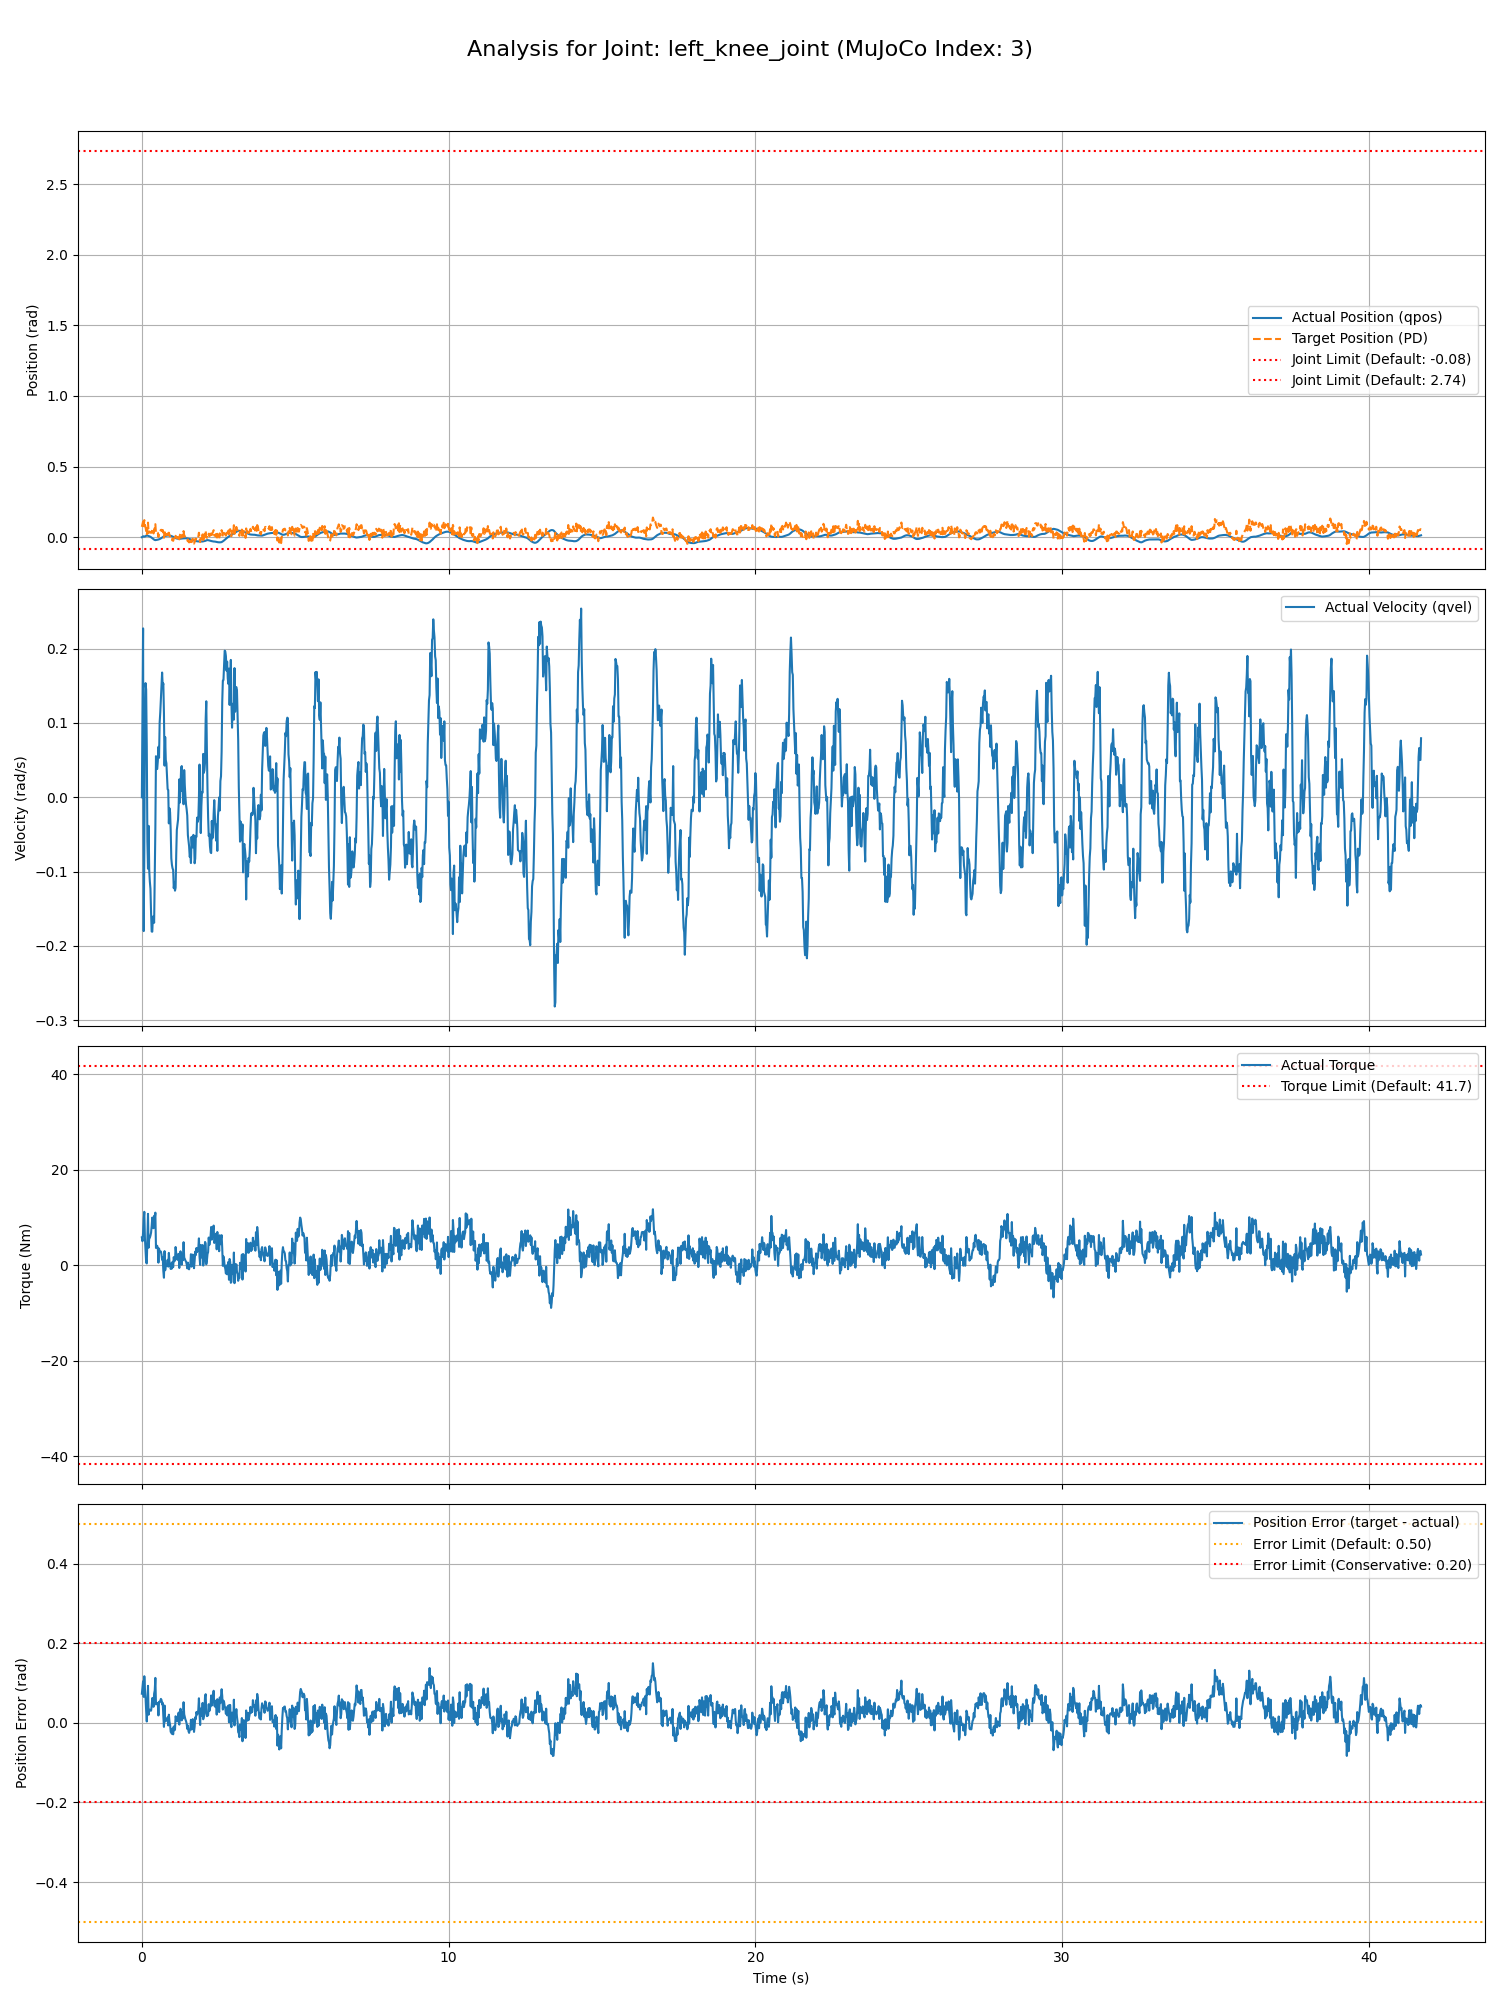 Analysis for Joint: left_knee_joint (MuJoCo Index: 3)
Position (rad)
2.5
2.0
1.5
1.0
0.5
0.0
Actual Position (qpos)
Target Position (PD)
Joint Limit (Default: -0.08)
Joint Limit (Default: 2.74)
Velocity (rad/s)
0.2
0.1
0.0
−0.1
−0.2
−0.3
Actual Velocity (qvel)
Torque (Nm)
40
20
0
−20
−40
Actual Torque
Torque Limit (Default: 41.7)
Position Error (rad)
0.4
0.2
0.0
−0.2
−0.4
Position Error (target - actual)
Error Limit (Default: 0.50)
Error Limit (Conservative: 0.20)
0 10 20 30 40
Time (s)